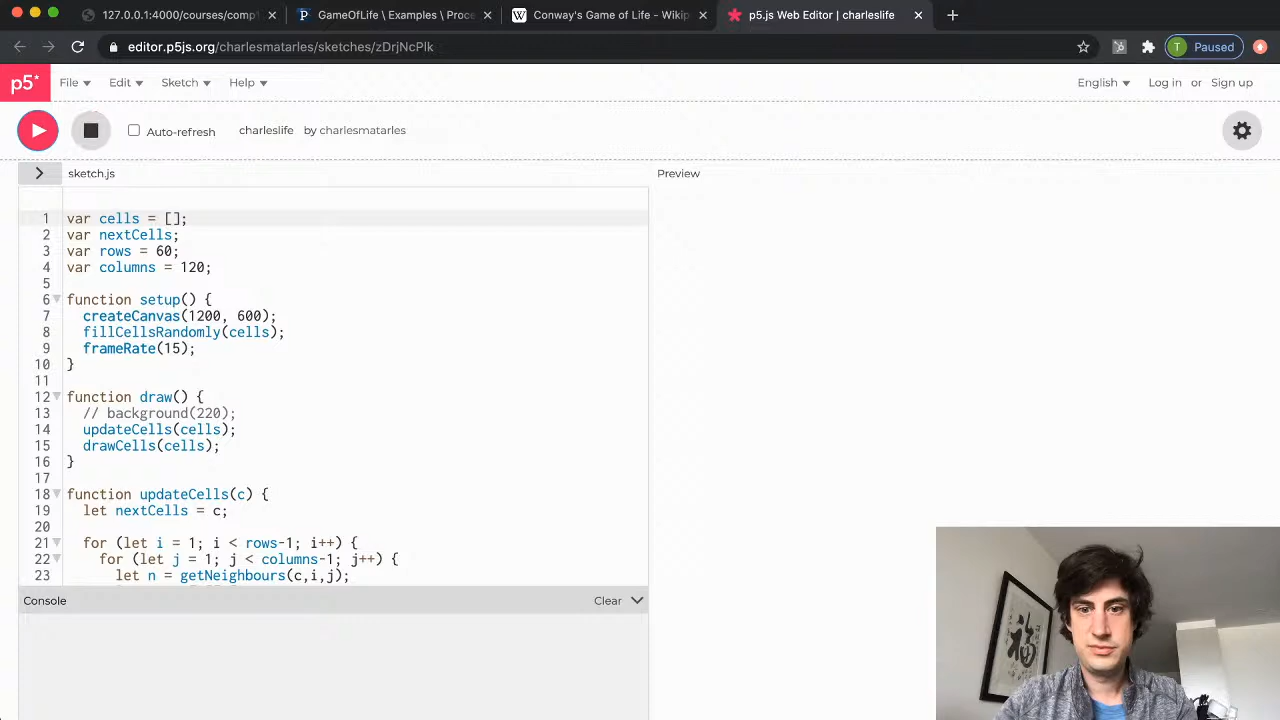 127.0.0.1:4000/courses/comp
GameOfLife \ Examples \ Proce
Conway's Game of Life - Wikip
p5.js Web Editor | charleslife
editor.p5js.org/charlesmatarles/sketches/zDrjNcPlk
T Paused
p5*
File
Edit
Sketch
Help
English
Log in or Sign up
Auto-refresh
charleslife by charlesmatarles
sketch.js
Preview
1 var cells = [];
2 var nextCells;
3 var rows = 60;
4 var columns = 120;
5
6 function setup() {
7 createCanvas(1200, 600);
8 fillCellsRandomly(cells);
9 frameRate(15);
10 }
11
12 function draw() {
13 // background(220);
14 updateCells(cells);
15 drawCells(cells);
16 }
17
18 function updateCells(c) {
19 let nextCells = c;
20
21 for (let i = 1; i < rows-1; i++) {
22 for (let j = 1; j < columns-1; j++) {
23 let n = getNeighbours(c,i,j);
Console
Clear
福